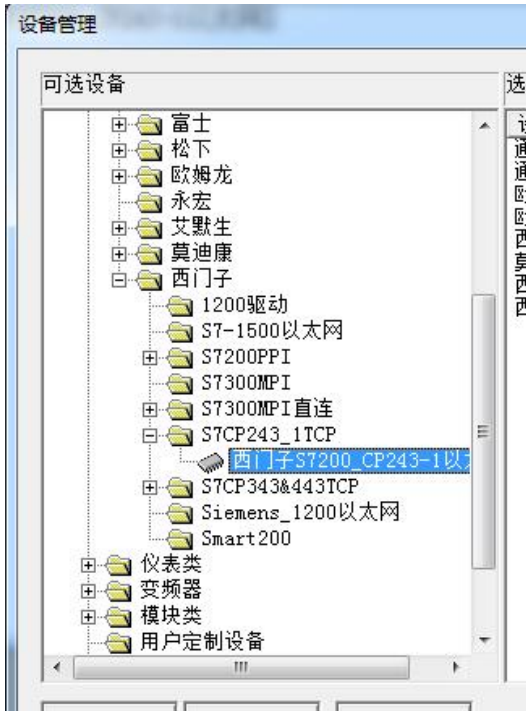 设备管理
可选设备
选
富士
松下
欧姆龙
永宏
艾默生
莫迪康
西门子
1200驱动
S7-1500以太网
S7200PPI
S7300MPI
S7300MPI直连
S7CP243_1TCP
西门子S7200_CP243-1以
S7CP343&443TCP
Siemens_1200以太网
Smart200
仪表类
变频器
模块类
用户定制设备